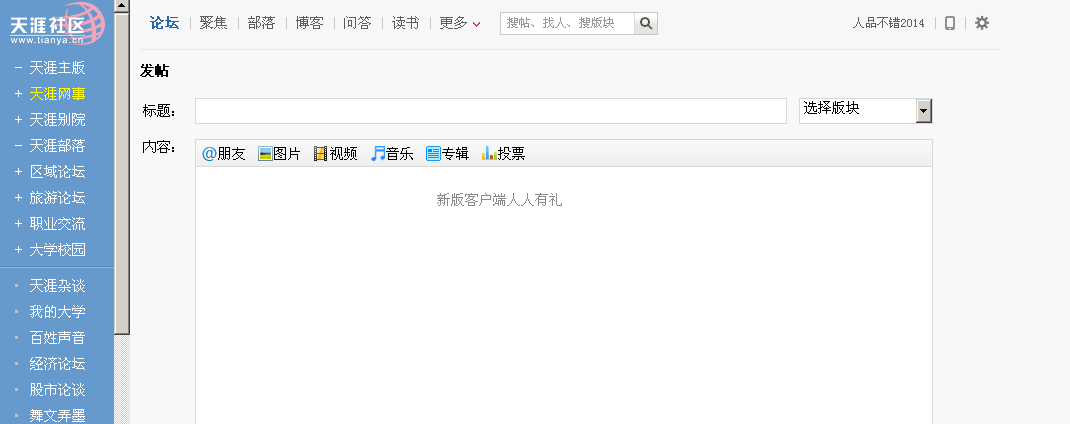 天涯社区
www.tianya.cn
天涯主版
天涯网事
天涯别院
天涯部落
区域论坛
旅游论坛
职业交流
大学校园
天涯杂谈
我的大学
百姓声音
经济论坛
股市论谈
舞文弄墨
论坛 聚焦 部落 博客 问答 读书 更多 搜帖、找人、搜版块 人品不错2014
发帖
标题： 选择版块
内容： @朋友 图片 视频 音乐 专辑 投票
新版客户端人人有礼